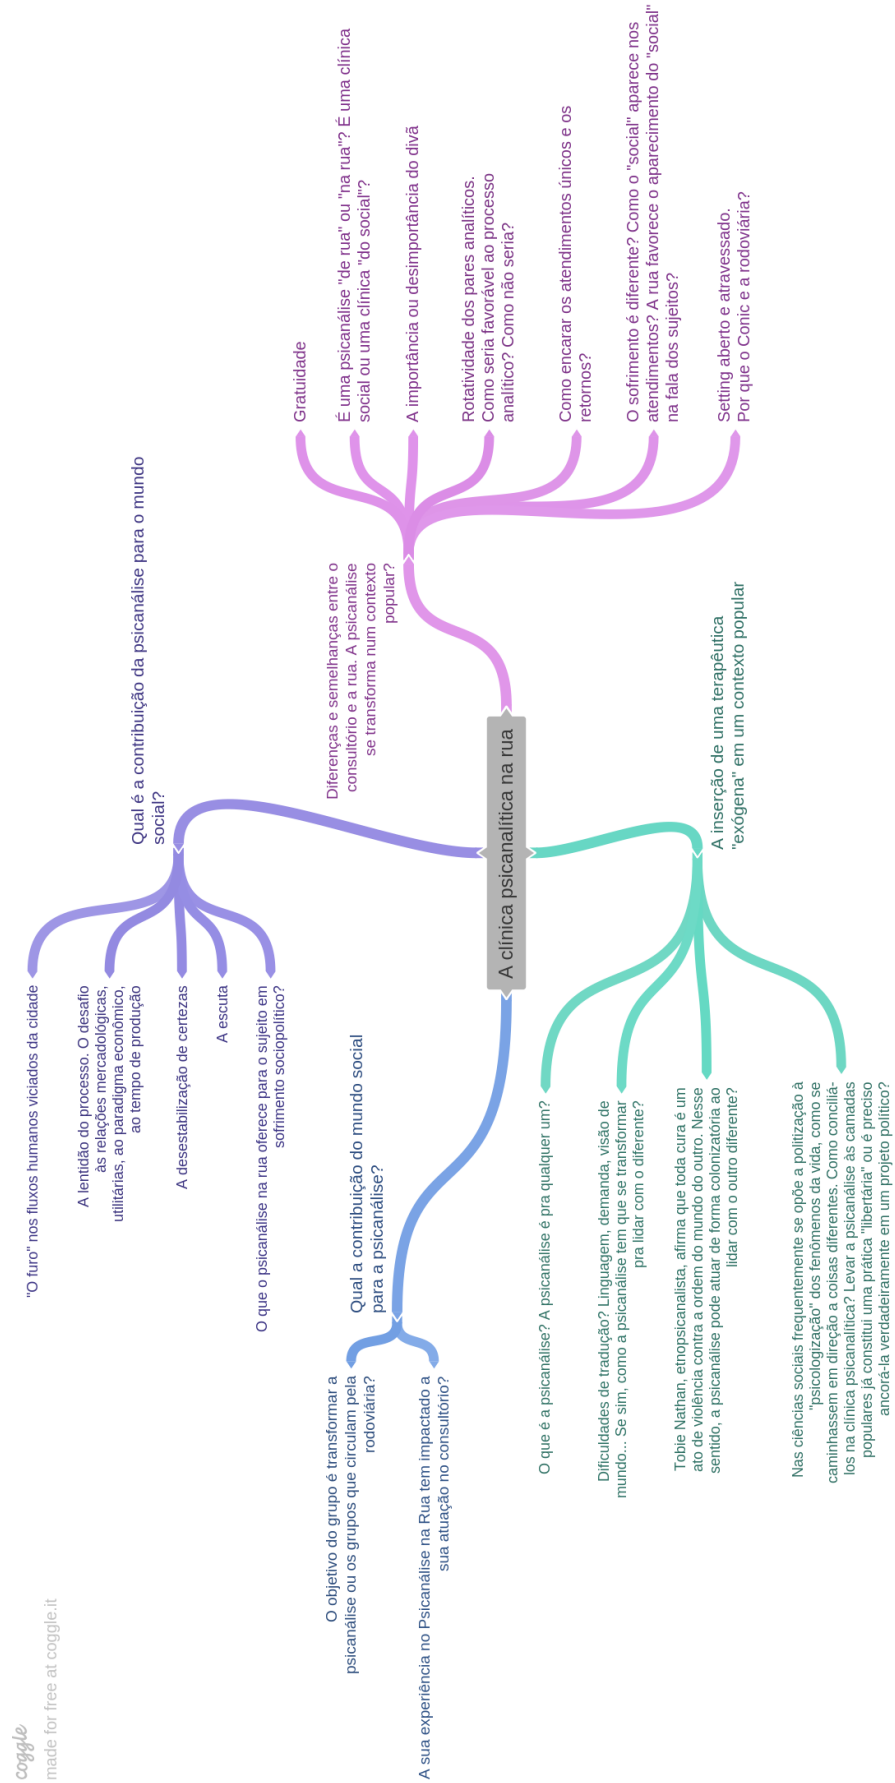 coggle
made for free at coggle.it
A clínica psicanalítica na rua
Qual é a contribuição da psicanálise para o mundo
social?
"O furo" nos fluxos humanos viciados da cidade
A lentidão do processo. O desafio
às relações mercadológicas,
utilitárias, ao paradigma econômico,
ao tempo de produção
A desestabilização de certezas
A escuta
O que o psicanálise na rua oferece para o sujeito em
sofrimento sociopolítico?
Diferenças e semelhanças entre o
consultório e a rua. A psicanálise
se transforma num contexto
popular?
Gratuidade
É uma psicanálise "de rua" ou "na rua"? É uma clínica
social ou uma clínica "do social"?
A importância ou desimportância do divã
Rotatividade dos pares analíticos.
Como seria favorável ao processo
analítico? Como não seria?
Como encarar os atendimentos únicos e os
retornos?
O sofrimento é diferente? Como o "social" aparece nos
atendimentos? A rua favorece o aparecimento do "social"
na fala dos sujeitos?
Setting aberto e atravessado.
Por que o Conic e a rodoviária?
Qual a contribuição do mundo social
para a psicanálise?
O objetivo do grupo é transformar a
psicanálise ou os grupos que circulam pela
rodoviária?
A sua experiência no Psicanálise na Rua tem impactado a
sua atuação no consultório?
A inserção de uma terapêutica
"exógena" em um contexto popular
O que é a psicanálise? A psicanálise é pra qualquer um?
Dificuldades de tradução? Linguagem, demanda, visão de
mundo... Se sim, como a psicanálise tem que se transformar
pra lidar com o diferente?
Tobie Nathan, etnopsicanalista, afirma que toda cura é um
ato de violência contra a ordem do mundo do outro. Nesse
sentido, a psicanálise pode atuar de forma colonizatória ao
lidar com o outro diferente?
Nas ciências sociais frequentemente se opõe a politização à
"psicologização" dos fenômenos da vida, como se
caminhassem em direção a coisas diferentes. Como conciliá-
los na clínica psicanalítica? Levar a psicanálise às camadas
populares já constitui uma prática "libertária" ou é preciso
ancorá-la verdadeiramente em um projeto político?